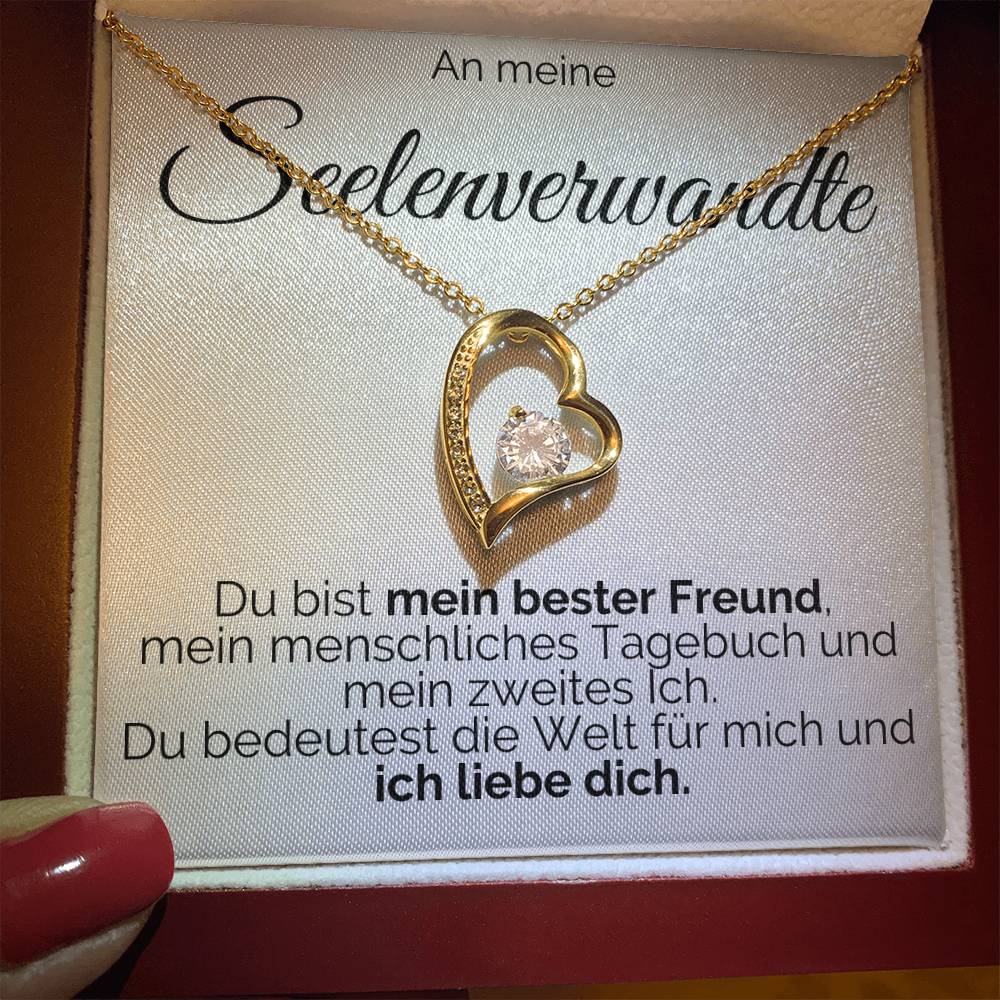 An meine
Seelenverwandte
Du bist mein bester Freund,
mein menschliches Tagebuch und
mein zweites Ich.
Du bedeutest die Welt für mich und
ich liebe dich.